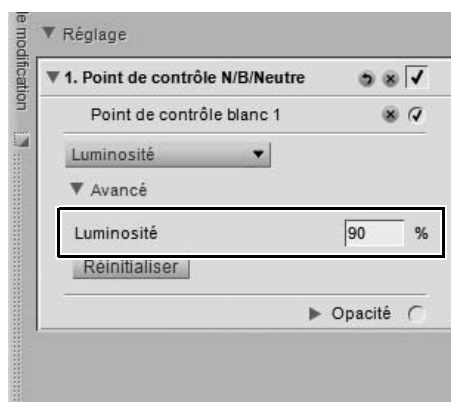 le modification
Réglage
1. Point de contrôle N/B/Neutre
Point de contrôle blanc 1
Luminosité
Avancé
Luminosité 90 %
Réinitialiser
Opacité